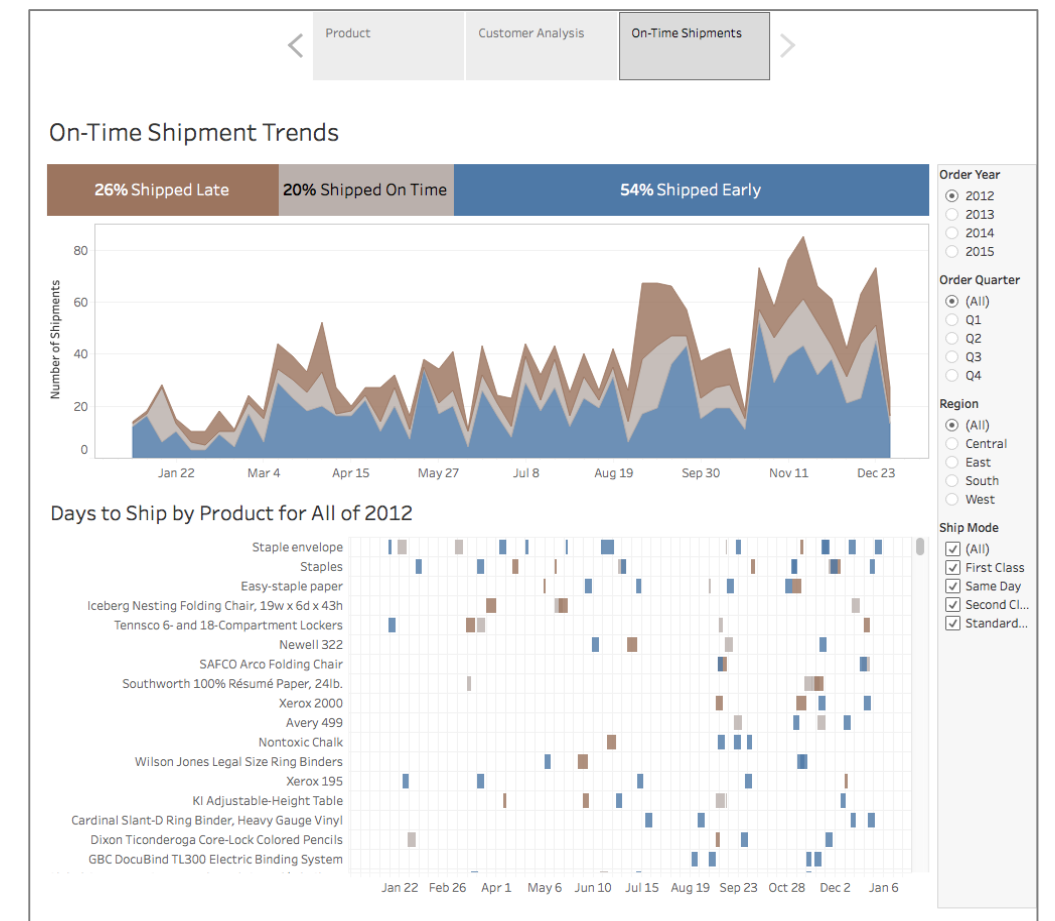 Product
Customer Analysis
On-Time Shipments
On-Time Shipment Trends
26% Shipped Late
20% Shipped On Time
54% Shipped Early
80
60
40
20
0
Number of Shipments
Jan 22 Mar 4 Apr 15 May 27 Jul 8 Aug 19 Sep 30 Nov 11 Dec 23
Days to Ship by Product for All of 2012
Staple envelope
Staples
Easy-staple paper
Iceberg Nesting Folding Chair, 19w x 6d x 43h
Tennsco 6- and 18-Compartment Lockers
Newell 322
SAFCO Arco Folding Chair
Southworth 100% Résumé Paper, 24lb.
Xerox 2000
Avery 499
Nontoxic Chalk
Wilson Jones Legal Size Ring Binders
Xerox 195
KI Adjustable-Height Table
Cardinal Slant-D Ring Binder, Heavy Gauge Vinyl
Dixon Ticonderoga Core-Lock Colored Pencils
GBC DocuBind TL300 Electric Binding System
Jan 22 Feb 26 Apr 1 May 6 Jun 10 Jul 15 Aug 19 Sep 23 Oct 28 Dec 2 Jan 6
Order Year
2012
2013
2014
2015
Order Quarter
(All)
Q1
Q2
Q3
Q4
Region
(All)
Central
East
South
West
Ship Mode
(All)
First Class
Same Day
Second Cl...
Standard...